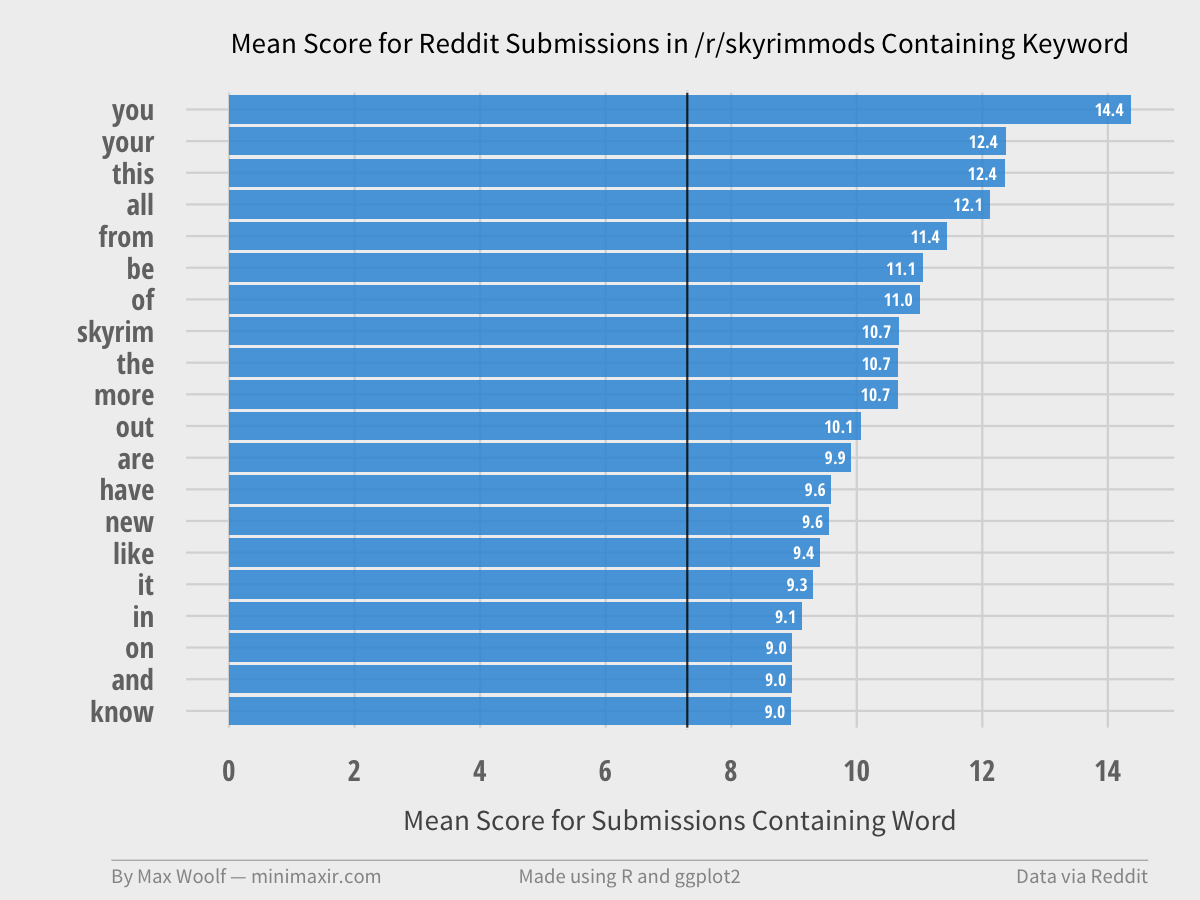 Mean Score for Reddit Submissions in /r/skyrimmods Containing Keyword
you 14.4
your 12.4
this 12.4
all 12.1
from 11.4
be 11.1
of 11.0
skyrim 10.7
the 10.7
more 10.7
out 10.1
are 9.9
have 9.6
new 9.6
like 9.4
it 9.3
in 9.1
on 9.0
and 9.0
know 9.0
0 2 4 6 8 10 12 14
Mean Score for Submissions Containing Word
By Max Woolf — minimaxir.com Made using R and ggplot2 Data via Reddit